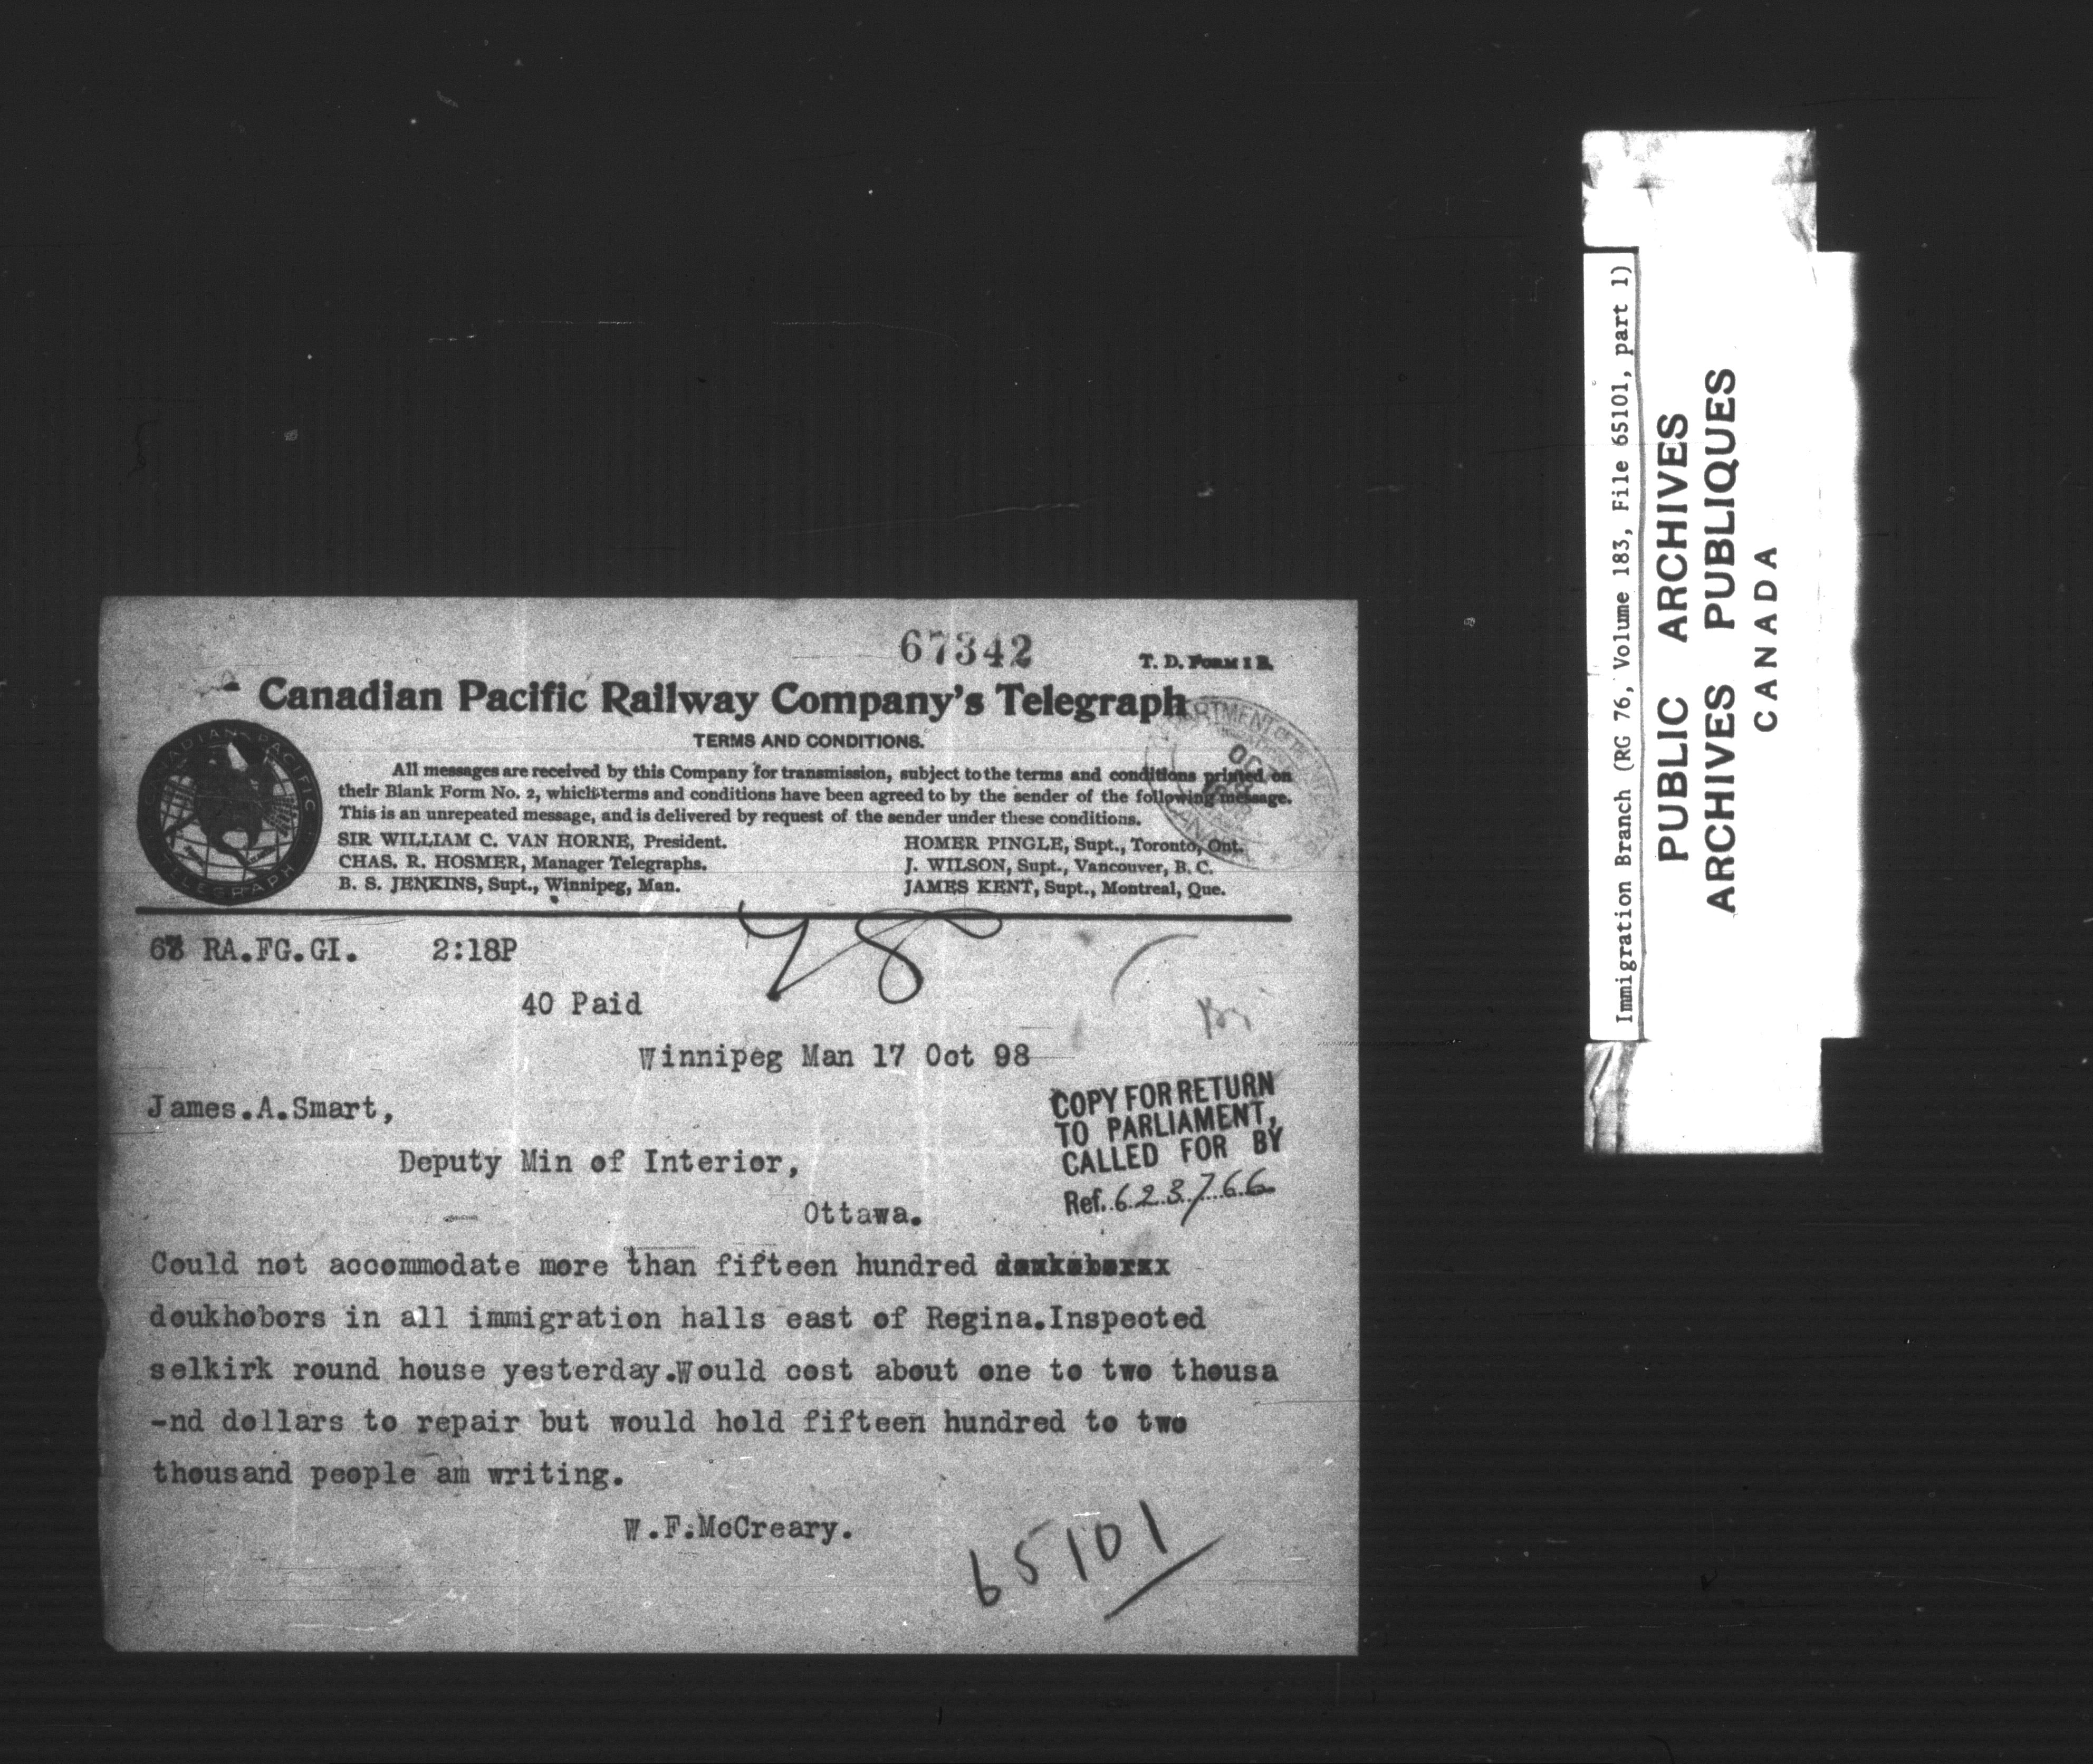 67342
T. D. FORM 1 B.
Canadian Pacific Railway Company's Telegraph
TERMS AND CONDITIONS.
All messages are received by this Company for transmission, subject to the terms and conditions printed on
their Blank Form No. 2, which terms and conditions have been agreed to by the sender of the following message.
This is an unrepeated message, and is delivered by request of the sender under these conditions.
SIR WILLIAM C. VAN HORNE, President.
CHAS. R. HOSMER, Manager Telegraphs.
B. S. JENKINS, Supt., Winnipeg, Man.
HOMER PINGLE, Supt., Toronto, Ont.
J. WILSON, Supt., Vancouver, B. C.
JAMES KENT, Supt., Montreal, Que.
CANADIAN PACIFIC
TELEGRAPH
RA.FG.GI. 2:18P
40 Paid
Winnipeg Man 17 Oct 98
James.A.Smart,
Deputy Min of Interior,
Ottawa.
COPY FOR RETURN
TO PARLIAMENT,
CALLED FOR BY
Ref. 623766
Could not accommodate more than fifteen hundred
doukhobors in all immigration halls east of Regina.Inspected
selkirk round house yesterday.Would cost about one to two thousa
-nd dollars to repair but would hold fifteen hundred to two
thousand people am writing.
W.F.McCreary.
65101
Immigration Branch (RG 76, Volume 183, File 65101, part 1)
PUBLIC ARCHIVES
ARCHIVES PUBLIQUES
CANADA